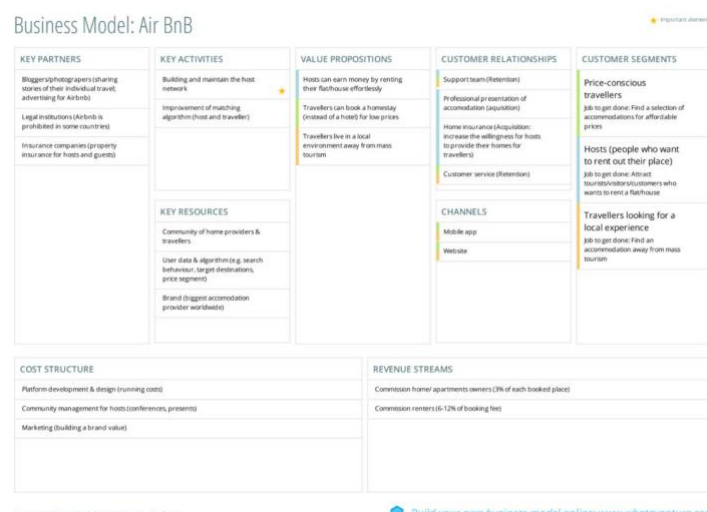 Business Model: Air BnB
Important
KEY PARTNERS
Bloggers/photograpers (sharing
stories of their individual travel;
advertising for Airbnb)
Legal institutions (Airbnb is
prohibited in some countries)
Insurance companies (property
insurance for hosts and guests)
KEY ACTIVITIES
Building and maintain the host
network
Improvement of matching
algorithm (host and traveller)
KEY RESOURCES
Community of home providers &
travellers
User data & algorithm (e.g. search
behaviour, target destinations,
price segment)
Brand (biggest accomodation
provider worldwide)
VALUE PROPOSITIONS
Hosts can earn money by renting
their flat/house effortlessly
Travellers can book a homestay
(instead of a hotel) for low prices
Travellers live in a local
environment away from mass
tourism
CUSTOMER RELATIONSHIPS
Support team (Retention)
Professional presentation of
accomodation (aquisition)
Home insurance (Acquisition:
increase the willingness for hosts
to provide their homes for
travellers)
Customer service (Retention)
CHANNELS
Mobile app
Website
CUSTOMER SEGMENTS
Price-conscious
travellers
Job to get done: Find a selection of
accommodations for affordable
prices
Hosts (people who want
to rent out their place)
Job to get done: Attract
tourists/visitors/customers who
wants to rent a flat/house
Travellers looking for a
local experience
Job to get done: Find an
accommodation away from mass
tourism
COST STRUCTURE
Platform development & design (running costs)
Community management for hosts (conferences, presents)
Marketing (building a brand value)
REVENUE STREAMS
Commission home/ apartments owners (3% of each booked place)
Commission renters (6-12% of booking fee)